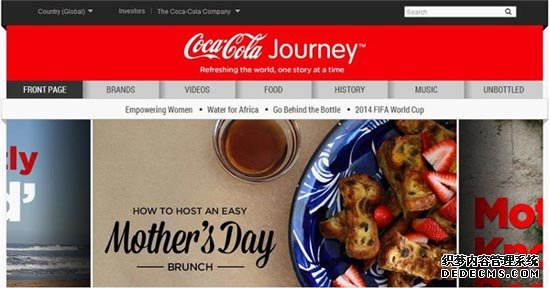 Country (Global) Investors The Coca-Cola Company Search
Coca-Cola Journey™
Refreshing the world, one story at a time
FRONT PAGE BRANDS VIDEOS FOOD HISTORY MUSIC UNBOTTLED
Empowering Women • Water for Africa • Go Behind the Bottle • 2014 FIFA World Cup
tly
d'
HOW TO HOST AN EASY
Mother's Day
BRUNCH
Mot
Kn
织梦内容管理系统
DEDECMS.COM